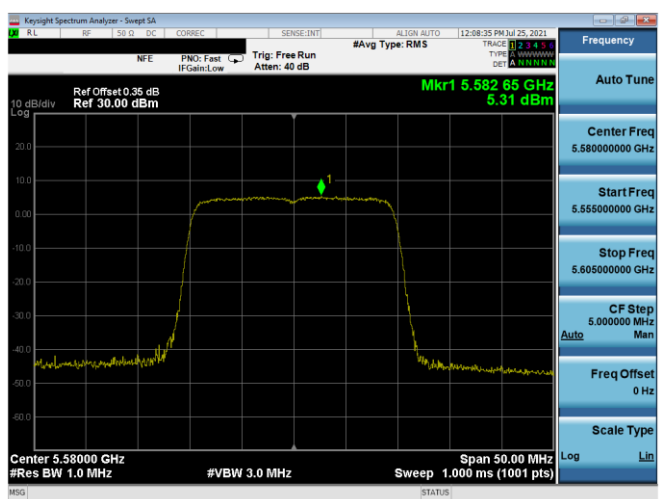 Keysight Spectrum Analyzer - Swept SA
RL RF 50 Ω DC CORREC SENSE:INT ALIGN AUTO 12:08:35 PM Jul 25, 2021
#Avg Type: RMS TRACE 1 2 3 4 5 6
NFE PNO: Fast Trig: Free Run TYPE A WWWWW
IFGain:Low Atten: 40 dB DET A N N N N N
Mkr1 5.582 65 GHz
Ref Offset 0.35 dB
10 dB/div Ref 30.00 dBm 5.31 dBm
Log
20.0
10.0
1
0.00
-10.0
-20.0
-30.0
-40.0
-50.0
-60.0
Center 5.58000 GHz Span 50.00 MHz
#Res BW 1.0 MHz #VBW 3.0 MHz Sweep 1.000 ms (1001 pts)
MSG STATUS
Frequency
Auto Tune
Center Freq
5.580000000 GHz
Start Freq
5.555000000 GHz
Stop Freq
5.605000000 GHz
CF Step
5.000000 MHz
Auto Man
Freq Offset
0 Hz
Scale Type
Log Lin